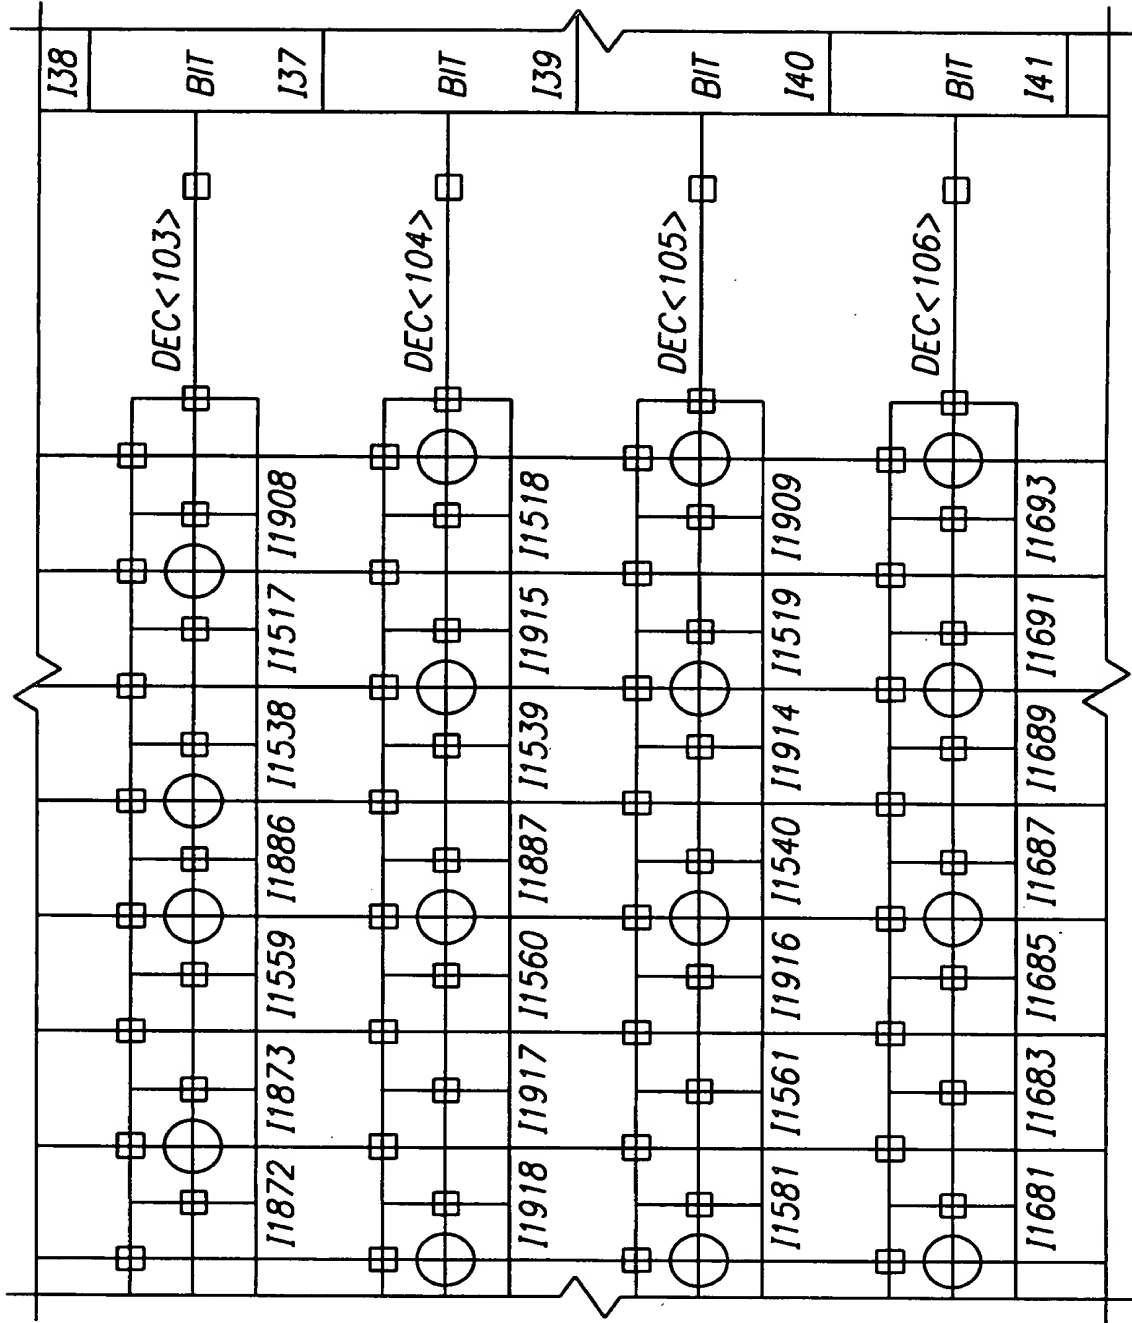 I38
BIT
I37
BIT
I39
BIT
I40
BIT
I41
DEC<103>
DEC<104>
DEC<105>
DEC<106>
I1908
I1518
I1909
I1693
I1517
I1915
I1519
I1691
I1538
I1539
I1914
I1689
I1886
I1887
I1540
I1687
I1559
I1560
I1916
I1685
I1873
I1917
I1561
I1683
I1872
I1918
I1581
I1681